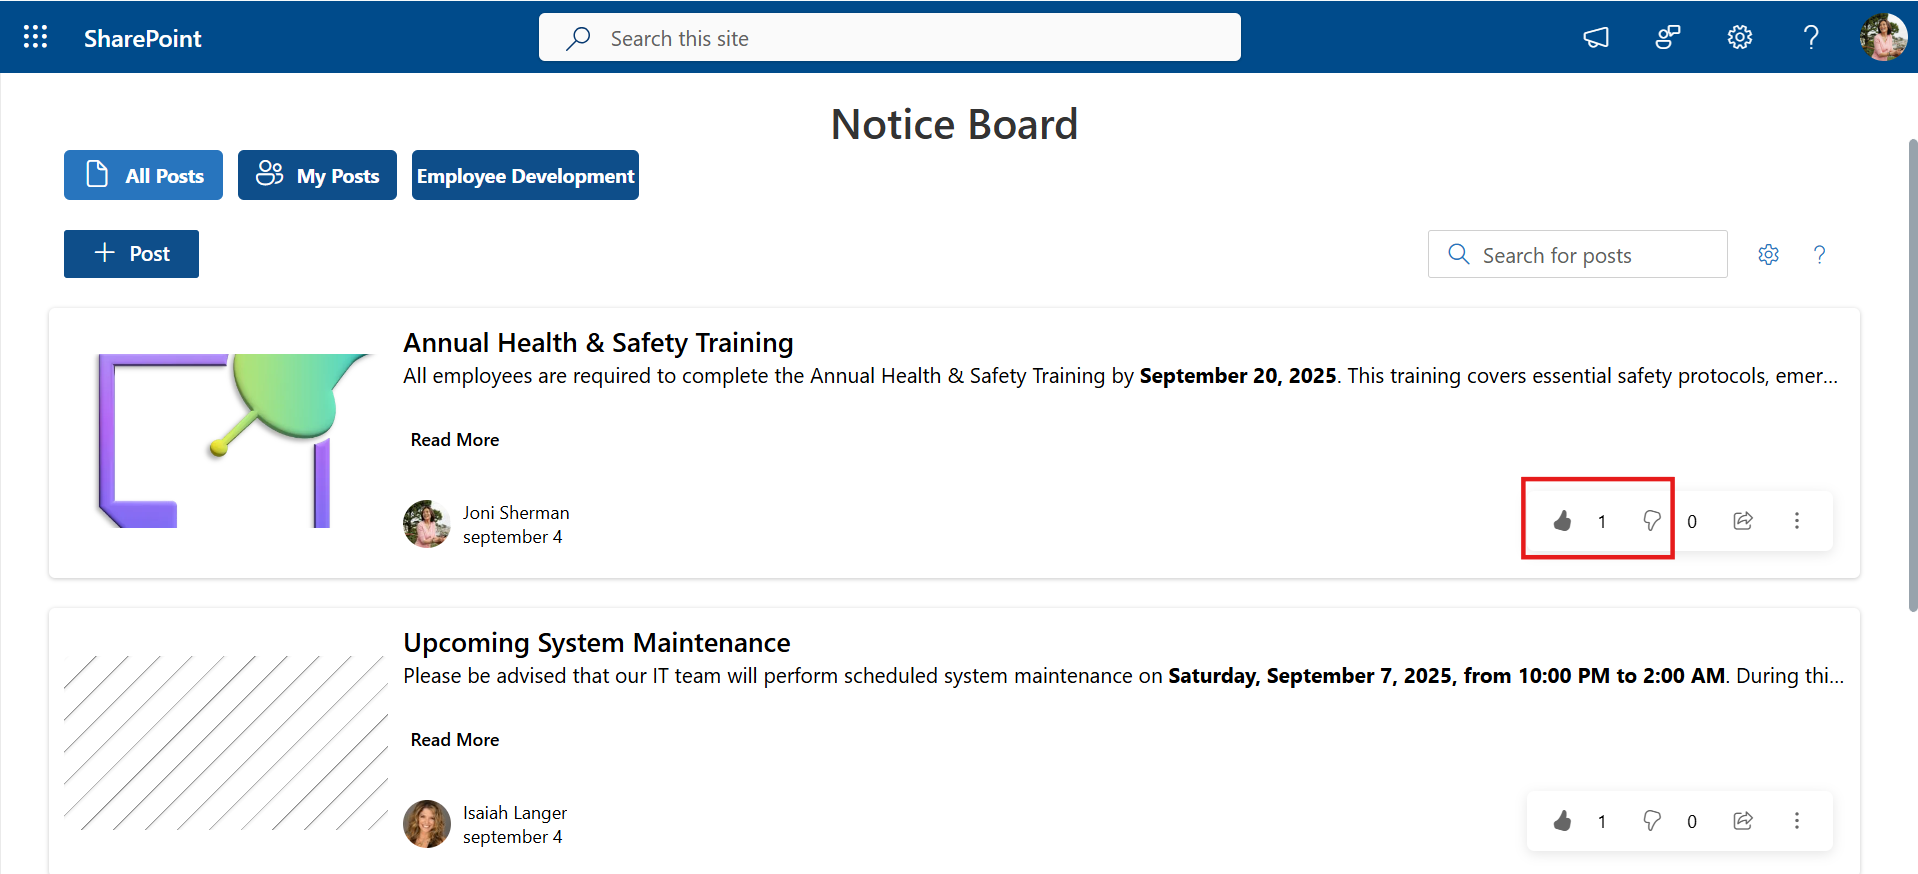 SharePoint
Search this site
Notice Board
All Posts
My Posts
Employee Development
Post
Search for posts
Annual Health & Safety Training
All employees are required to complete the Annual Health & Safety Training by September 20, 2025. This training covers essential safety protocols, emer...
Read More
Joni Sherman
september 4
1
0
Upcoming System Maintenance
Please be advised that our IT team will perform scheduled system maintenance on Saturday, September 7, 2025, from 10:00 PM to 2:00 AM. During thi...
Read More
Isaiah Langer
september 4
1
0